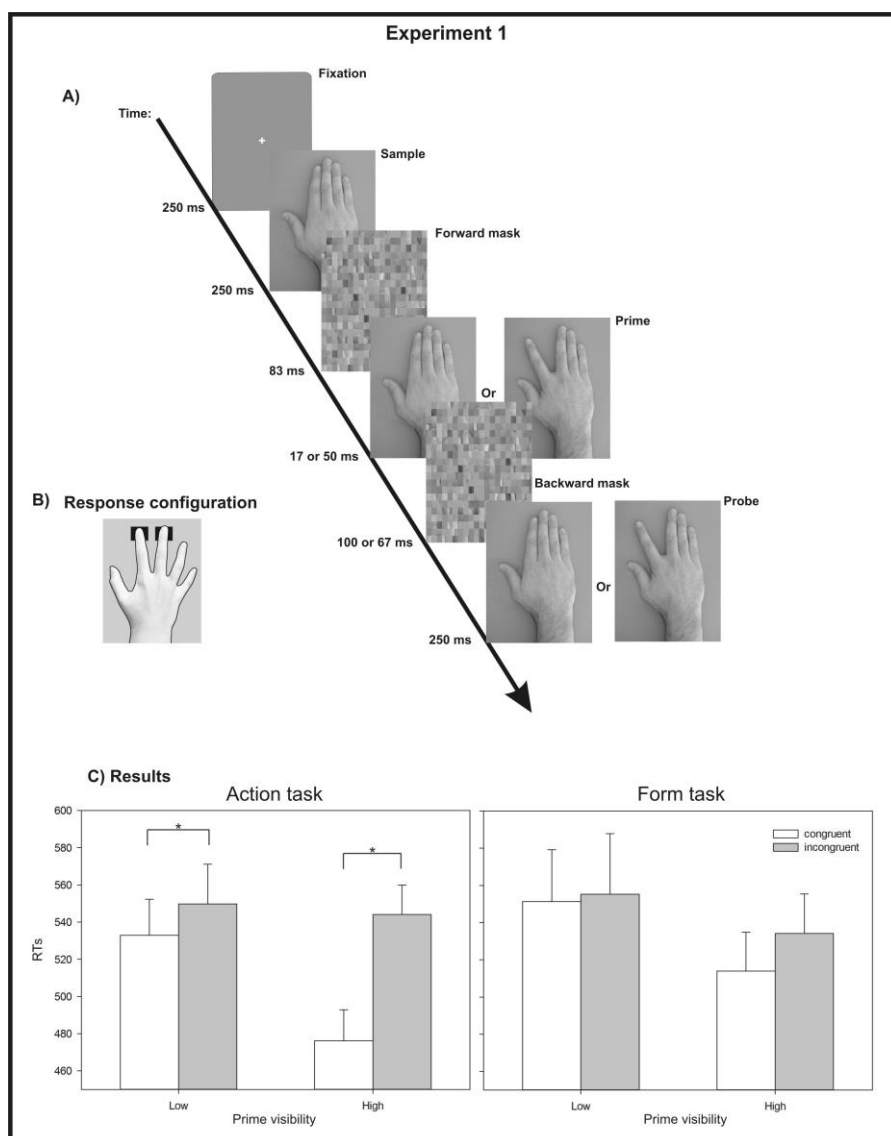 Experiment 1
Fixation
A)
Time:
Sample
250 ms
Forward mask
250 ms
Prime
83 ms
Or
17 or 50 ms
Backward mask
B) Response configuration
Probe
100 or 67 ms
Or
250 ms
C) Results
Action task
Form task
600
580
560
540
520
500
480
460
RTs
*
*
congruent
incongruent
Low
High
Low
High
Prime visibility
Prime visibility